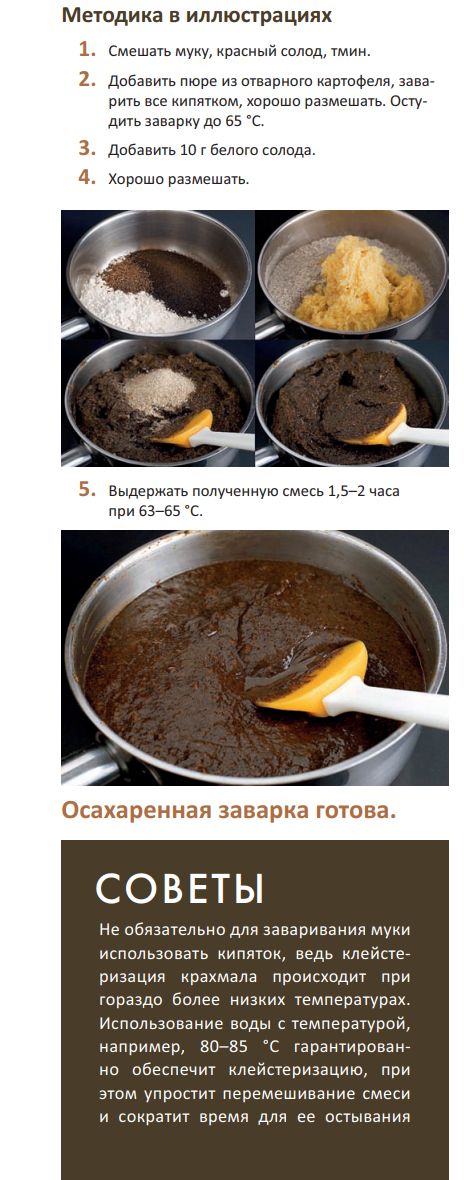 Методика в иллюстрациях
1. Смешать муку, красный солод, тмин.
2. Добавить пюре из отварного картофеля, зава-
рить все кипятком, хорошо размешать. Осту-
дить заварку до 65 °С.
3. Добавить 10 г белого солода.
4. Хорошо размешать.
5. Выдержать полученную смесь 1,5–2 часа
при 63–65 °С.
Осахаренная заварка готова.
СОВЕТЫ
Не обязательно для заваривания муки
использовать кипяток, ведь клейсте-
ризация крахмала происходит при
гораздо более низких температурах.
Использование воды с температурой,
например, 80–85 °С гарантирован-
но обеспечит клейстеризацию, при
этом упростит перемешивание смеси
и сократит время для ее остывания